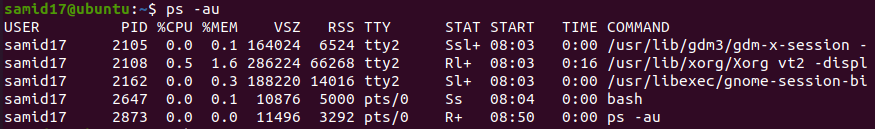 samid17@ubuntu:~$ ps -au
USER PID %CPU %MEM VSZ RSS TTY STAT START TIME COMMAND
samid17 2105 0.0 0.1 164024 6524 tty2 Ssl+ 08:03 0:00 /usr/lib/gdm3/gdm-x-session -
samid17 2108 0.5 1.6 286224 66268 tty2 Rl+ 08:03 0:16 /usr/lib/xorg/Xorg vt2 -displ
samid17 2162 0.0 0.3 188220 14016 tty2 Sl+ 08:03 0:00 /usr/libexec/gnome-session-bi
samid17 2647 0.0 0.1 10876 5000 pts/0 Ss 08:04 0:00 bash
samid17 2873 0.0 0.0 11496 3292 pts/0 R+ 08:50 0:00 ps -au